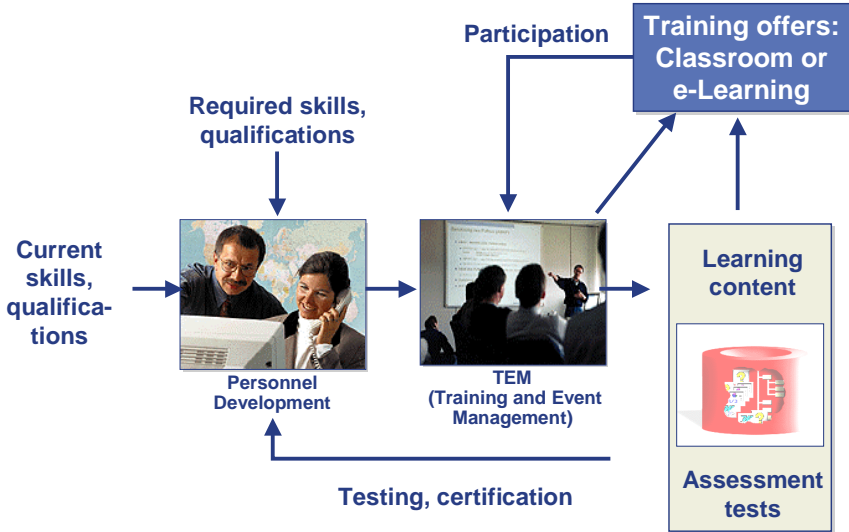 Participation
Training offers:
Classroom or
e-Learning
Required skills,
qualifications
Current
skills,
qualifica-
tions
Personnel
Development
TEM
(Training and Event
Management)
Learning
content
Assessment
tests
Testing, certification